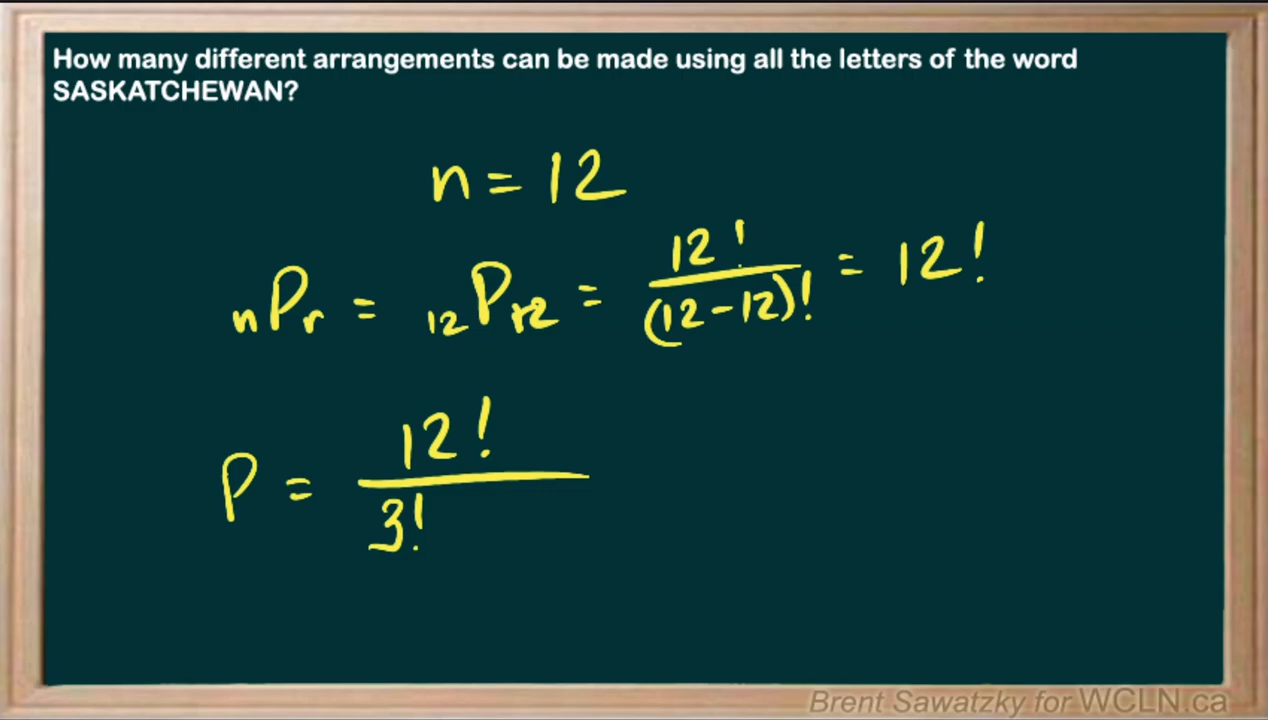 How many different arrangements can be made using all the letters of the word
SASKATCHEWAN?
n = 12
nPr = 12P12 = 12!/(12-12)! = 12!
P = 12!/3!
Brent Sawatzky for WCLN.ca